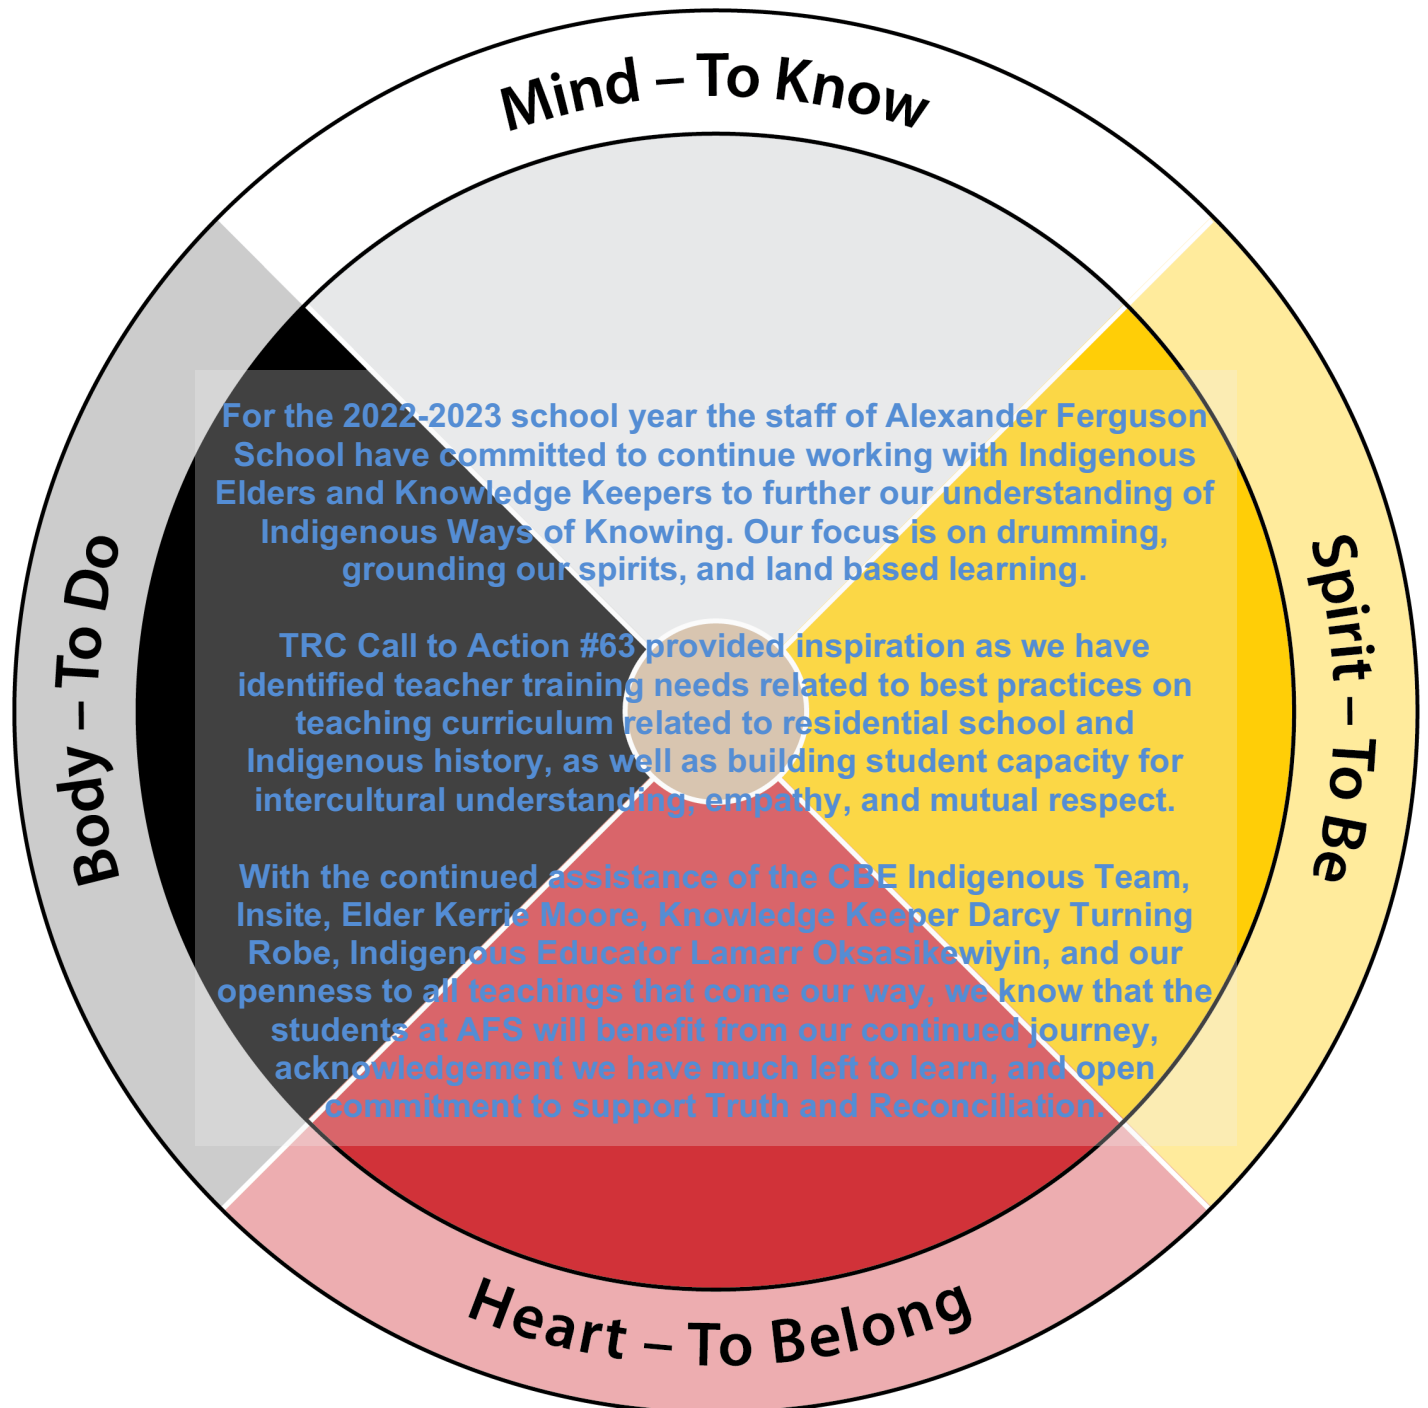 Mind – To Know
For the 2022-2023 school year the staff of Alexander Ferguson
School have committed to continue working with Indigenous
Elders and Knowledge Keepers to further our understanding of
Indigenous Ways of Knowing. Our focus is on drumming,
grounding our spirits, and land based learning.
TRC Call to Action #63 provided inspiration as we have
identified teacher training needs related to best practices on
teaching curriculum related to residential school and
Indigenous history, as well as building student capacity for
intercultural understanding, empathy, and mutual respect.
With the continued assistance of the CBE Indigenous Team,
Insite, Elder Kerrie Moore, Knowledge Keeper Darcy Turning
Robe, Indigenous Educator Lamarr Oksasikewiyin, and our
openness to all teachings that come our way, we know that the
students at AFS will benefit from our continued journey,
acknowledgement we have much left to learn, and open
commitment to support Truth and Reconciliation.
Body – To Do
Spirit – To Be
Heart – To Belong